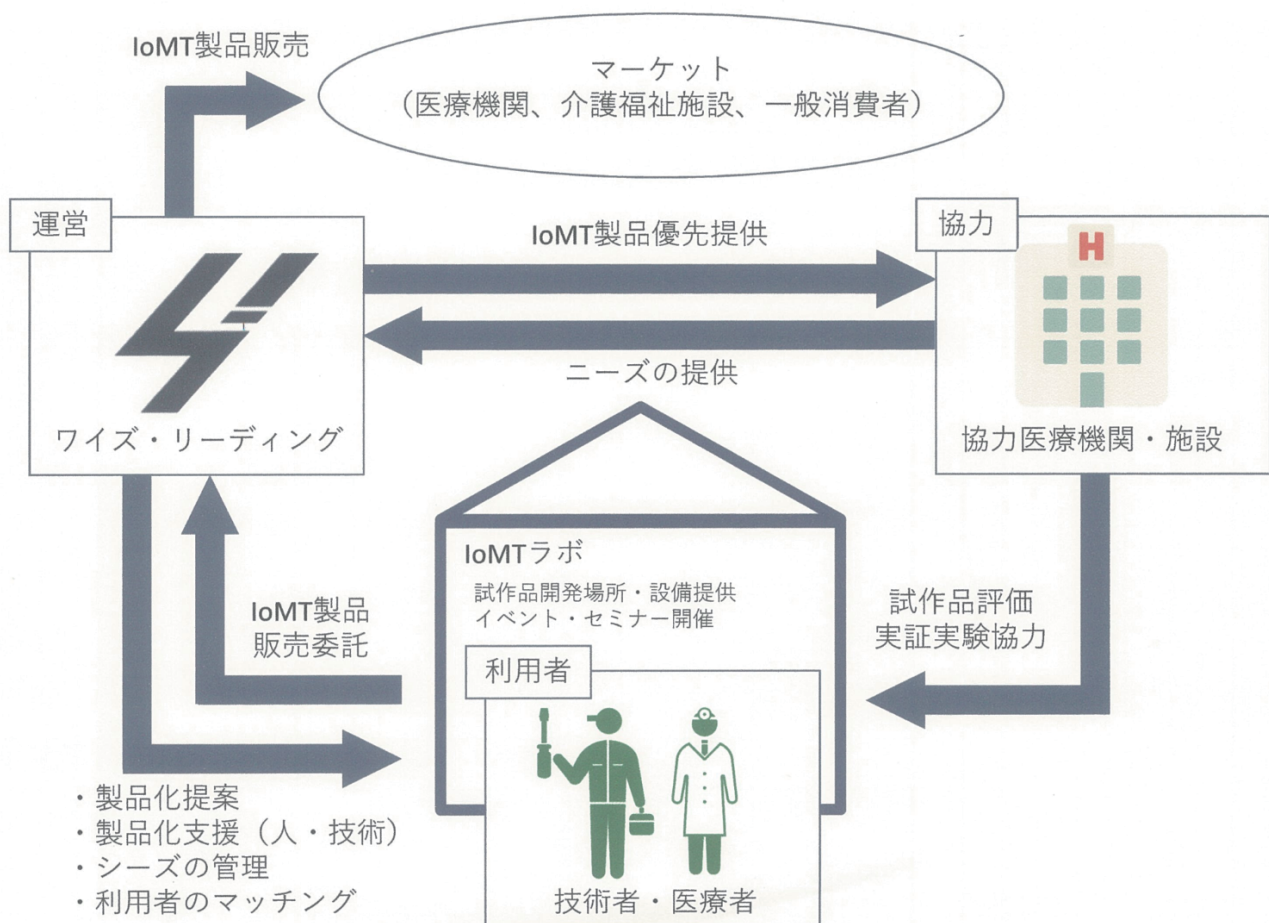 IoMT製品販売
マーケット
（医療機関、介護福祉施設、一般消費者）
運営
ワイズ・リーディング
IoMT製品優先提供
ニーズの提供
協力
H
協力医療機関・施設
IoMT製品
販売委託
IoMTラボ
試作品開発場所・設備提供
イベント・セミナー開催
利用者
技術者・医療者
試作品評価
実証実験協力
・製品化提案
・製品化支援（人・技術）
・シーズの管理
・利用者のマッチング